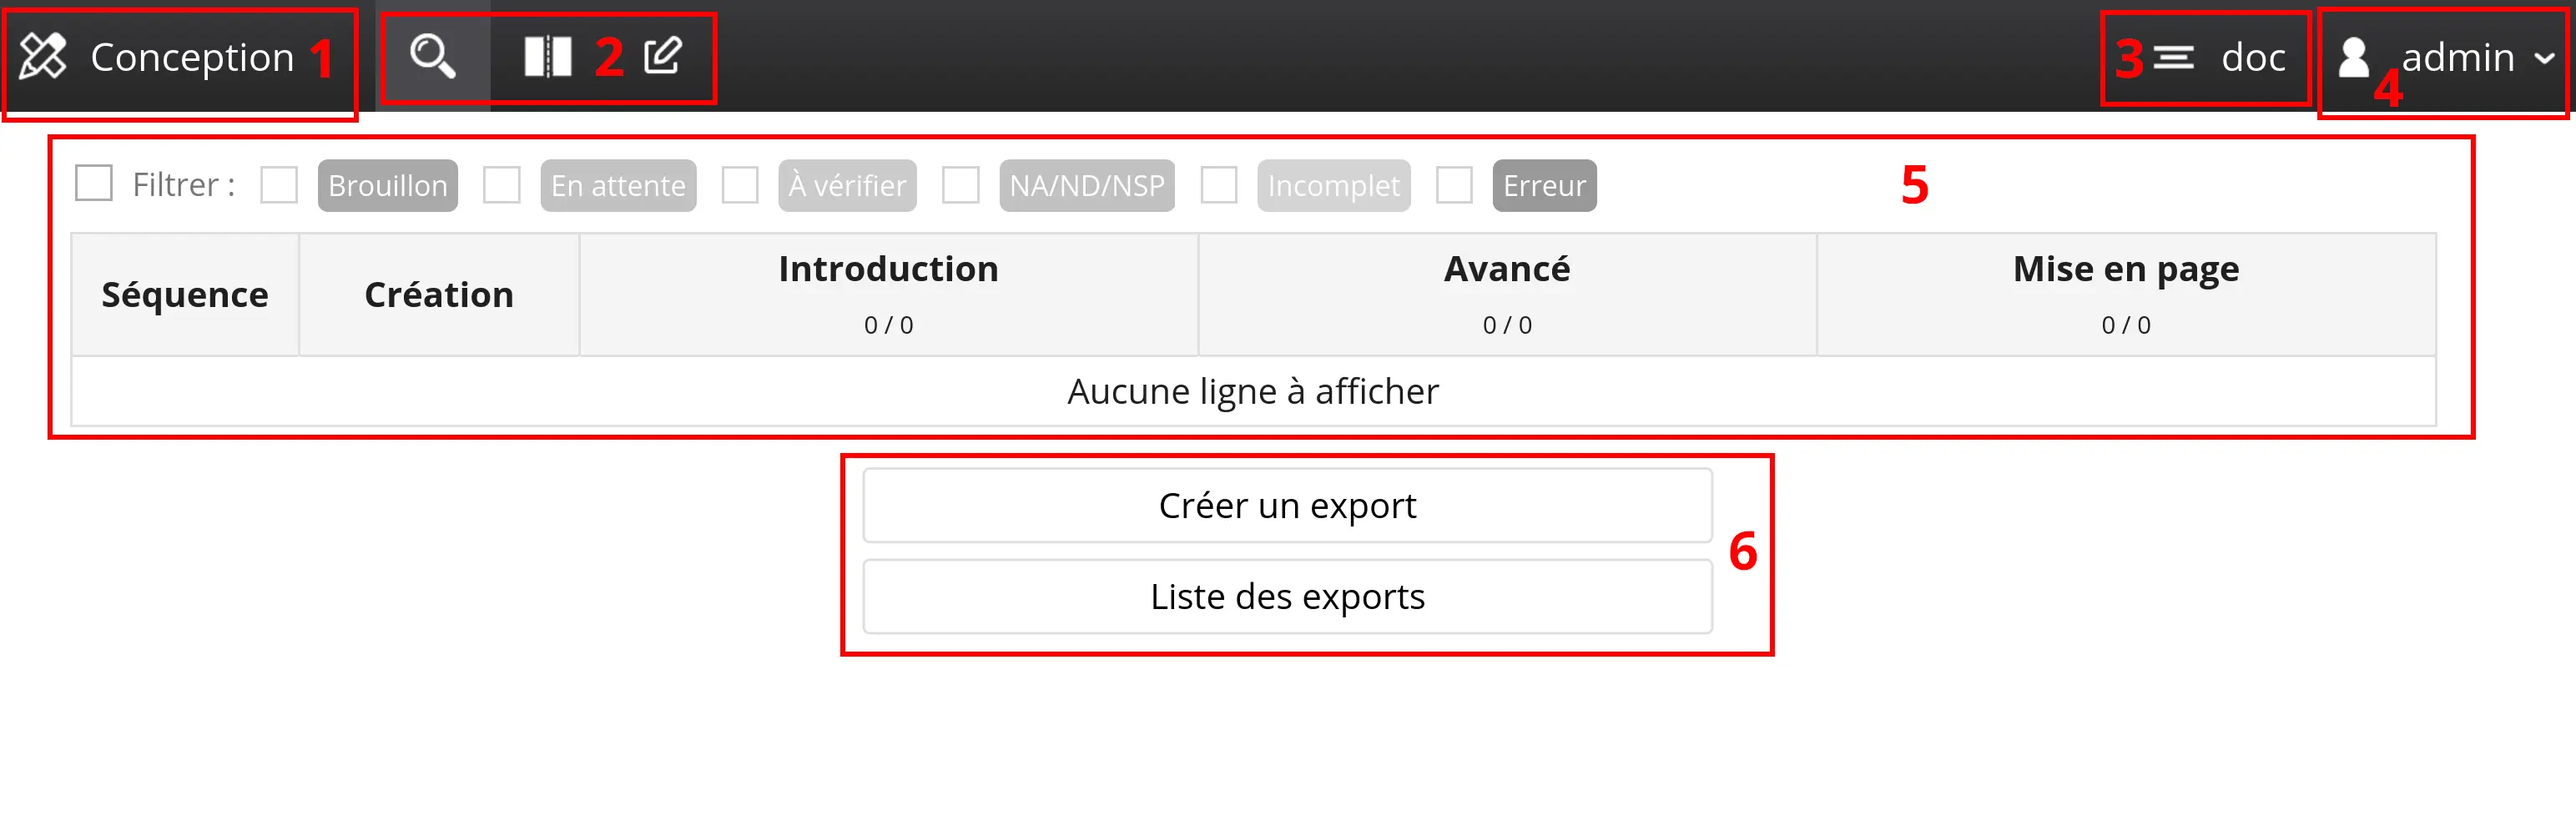 Conception 1 2 3 doc 4 admin
Filtrer : Brouillon En attente À vérifier NA/ND/NSP Incomplet Erreur 5
Séquence Création Introduction Avancé Mise en page
0 / 0 0 / 0 0 / 0
Aucune ligne à afficher
Créer un export
6
Liste des exports